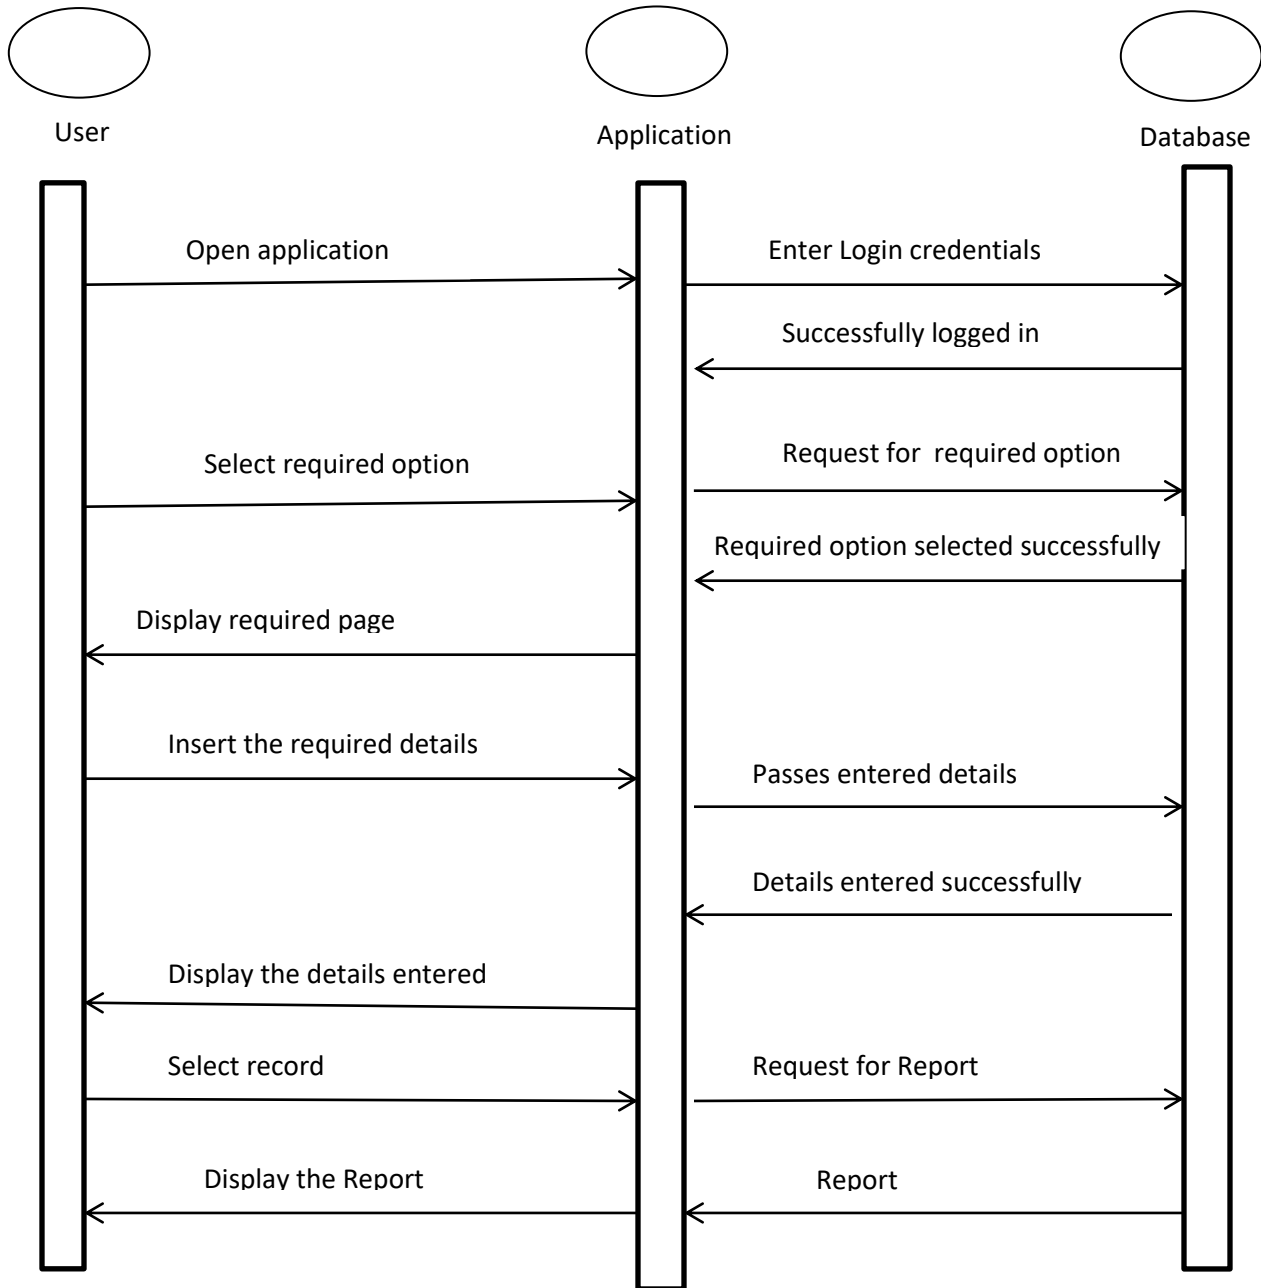 User
Application
Database
Open application
Enter Login credentials
Successfully logged in
Select required option
Request for  required option
Required option selected successfully
Display required page
Insert the required details
Passes entered details
Details entered successfully
Display the details entered
Select record
Request for Report
Display the Report
Report